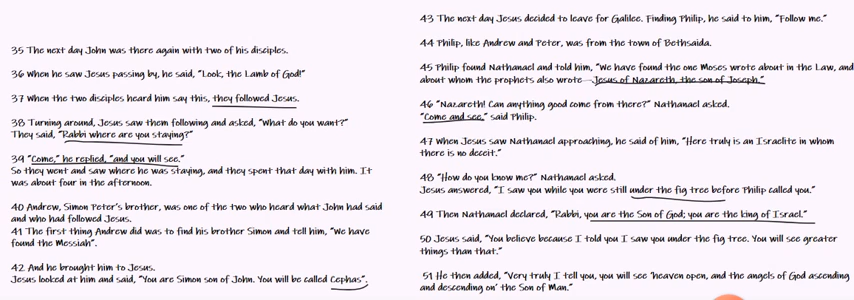 35 The next day John was there again with two of his disciples.
36 When he saw Jesus passing by, he said, "Look, the Lamb of God!"
37 When the two disciples heard him say this, they followed Jesus.
38 Turning around, Jesus saw them following and asked, "What do you want?"
They said, "Rabbi where are you staying?"
39 "Come," he replied, "and you will see."
So they went and saw where he was staying, and they spent that day with him. It
was about four in the afternoon.
40 Andrew, Simon Peter's brother, was one of the two who heard what John had said
and who had followed Jesus.
41 The first thing Andrew did was to find his brother Simon and tell him, "We have
found the Messiah".
42 And he brought him to Jesus.
Jesus looked at him and said, "You are Simon son of John. You will be called Cephas".
43 The next day Jesus decided to leave for Galilee. Finding Philip, he said to him, "Follow me."
44 Philip, like Andrew and Peter, was from the town of Bethsaida.
45 Philip found Nathanael and told him, "We have found the one Moses wrote about in the Law, and
about whom the prophets also wrote—Jesus of Nazareth, the son of Joseph."
46 "Nazareth! Can anything good come from there?" Nathanael asked.
"Come and see," said Philip.
47 When Jesus saw Nathanael approaching, he said of him, "Here truly is an Israelite in whom
there is no deceit."
48 "How do you know me?" Nathanael asked.
Jesus answered, "I saw you while you were still under the fig tree before Philip called you."
49 Then Nathanael declared, "Rabbi, you are the Son of God; you are the king of Israel."
50 Jesus said, "You believe because I told you I saw you under the fig tree. You will see greater
things than that."
51 He then added, "Very truly I tell you, you will see 'heaven open, and the angels of God ascending
and descending on' the Son of Man."